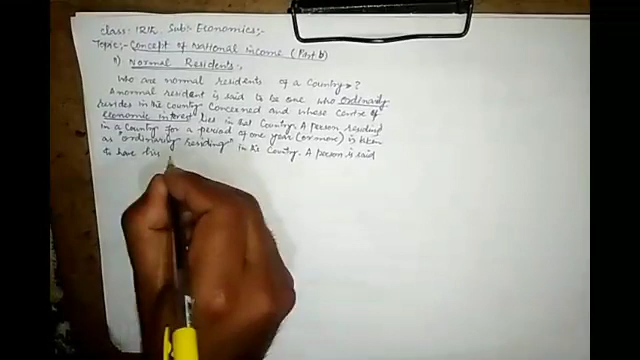 Class: 12th. Sub:- Economics;-
Topic;- Concept of National income (Part.b)
1) Normal Residents:,
Who are normal residents of a Country?
A normal resident is said to be one who ordinarily
resides in the country concerned and whose centre of
economic interest lies in that Country. A person residing
in a Country for a period of one year (or more) is taken
as "ordinarily residing" in the Country. A person is said
to have his